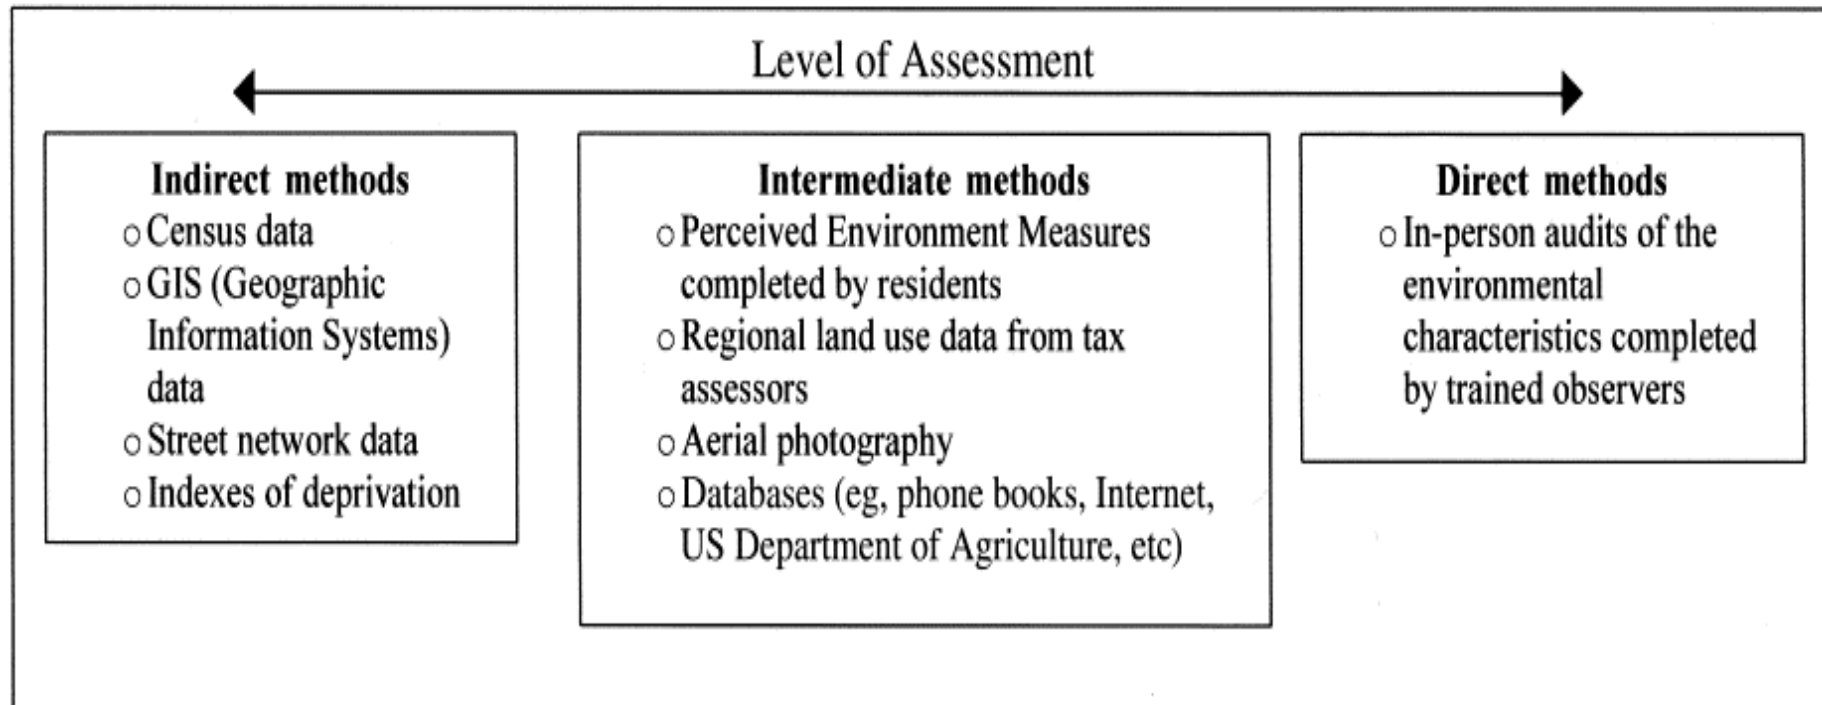 Level of Assessment
Indirect methods
○ Census data
○ GIS (Geographic
Information Systems)
data
○ Street network data
○ Indexes of deprivation
Intermediate methods
○ Perceived Environment Measures
completed by residents
○ Regional land use data from tax
assessors
○ Aerial photography
○ Databases (eg, phone books, Internet,
US Department of Agriculture, etc)
Direct methods
○ In-person audits of the
environmental
characteristics completed
by trained observers